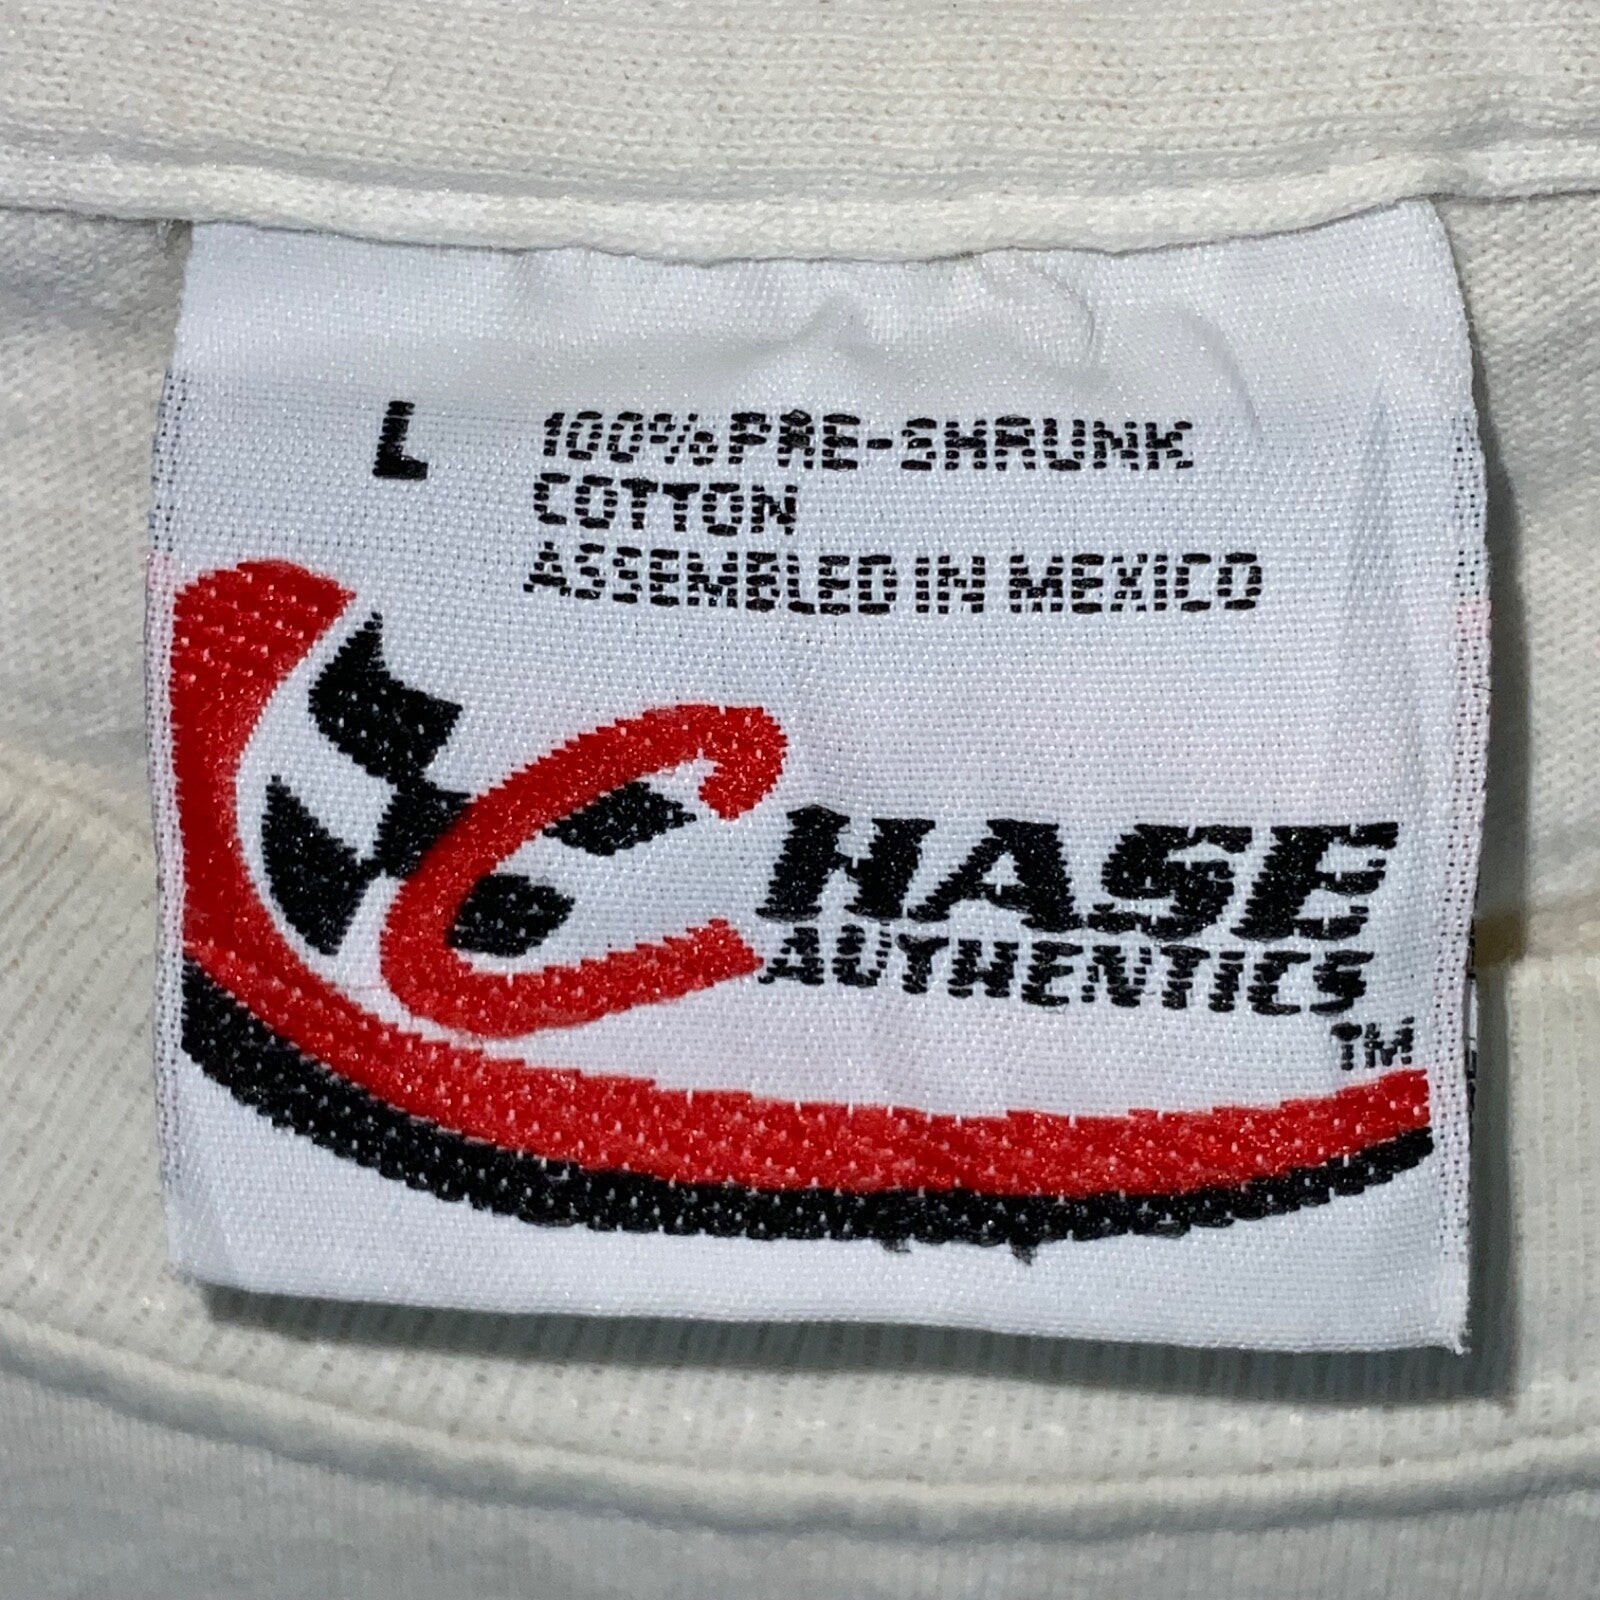 L 100% PRE-SHRUNK
COTTON
ASSEMBLED IN MEXICO
CHASE
AUTHENTICS
TM